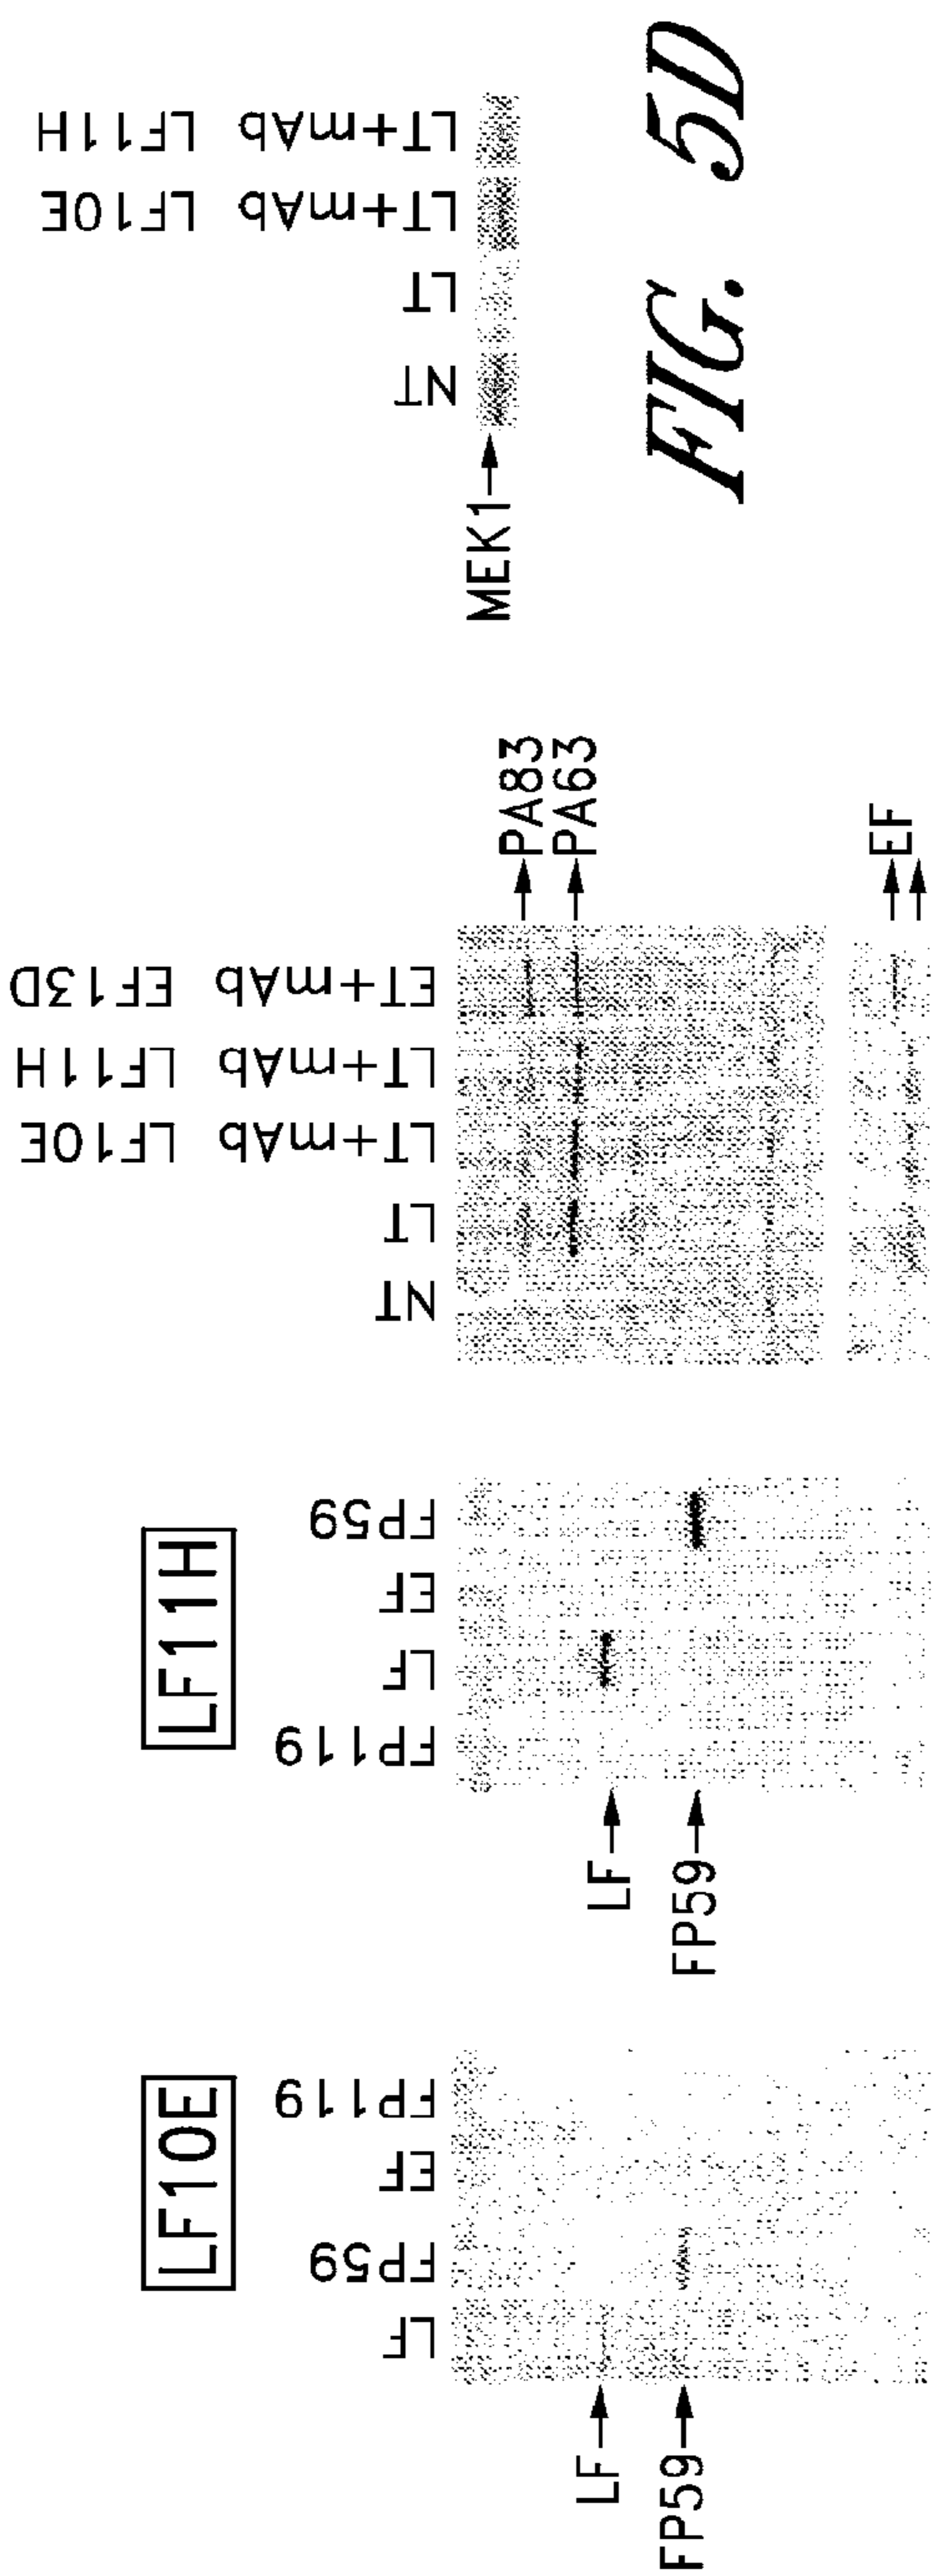 LF10E
LF
FP59
EF
FP119
LF
FP59
LF11H
FP119
LF
EF
FP59
LF
FP59
NT
LT
LT+mAb LF10E
LT+mAb LF11H
ET+mAb EF13D
PA83
PA63
EF
NT
LT
LT+mAb LF10E
LT+mAb LF11H
MEK1
FIG. 5D